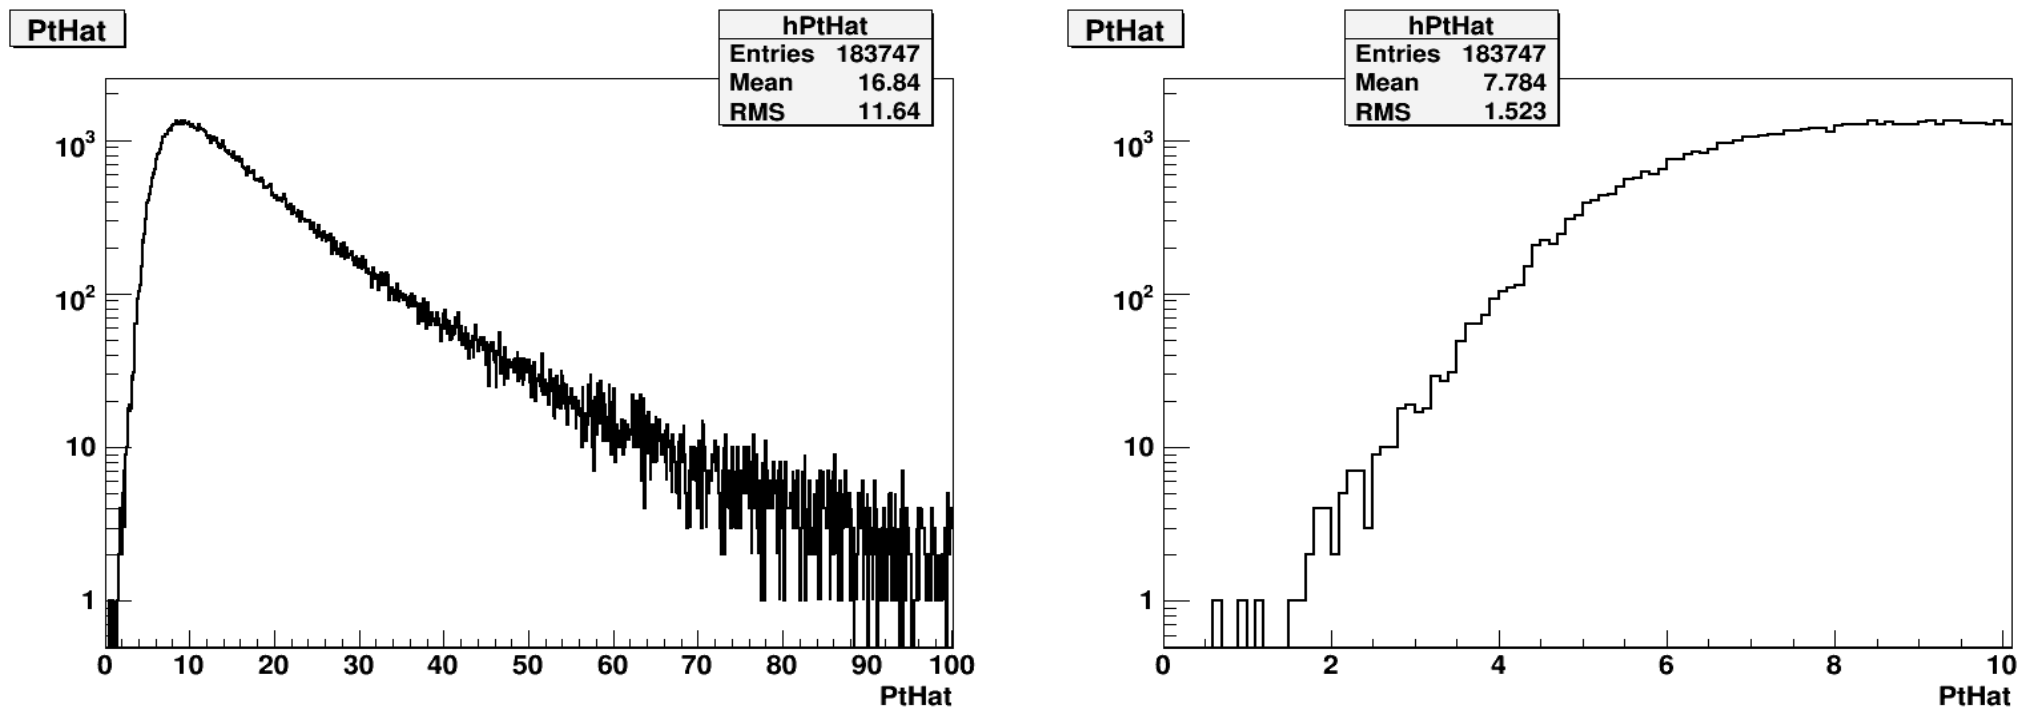 PtHat
hPtHat
Entries 183747
Mean 16.84
RMS 11.64
10³
10²
10
1
0 10 20 30 40 50 60 70 80 90 100
PtHat
PtHat
hPtHat
Entries 183747
Mean 7.784
RMS 1.523
10³
10²
10
1
0 2 4 6 8 10
PtHat